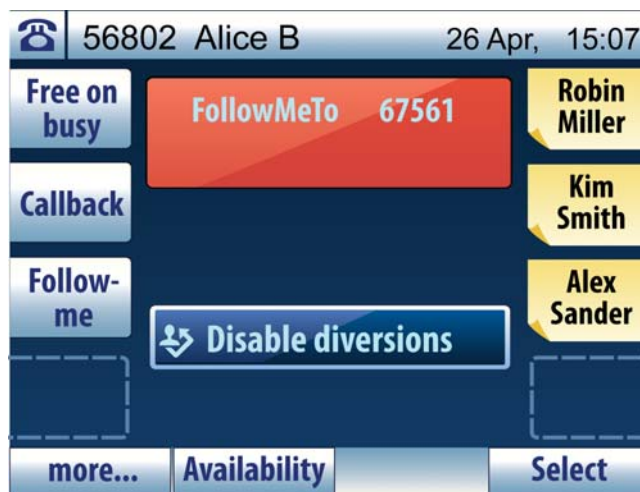 56802 Alice B 26 Apr, 15:07
Free on
busy
FollowMeTo 67561
Robin
Miller
Callback
Kim
Smith
Follow-
me
Alex
Sander
Disable diversions
more... Availability Select